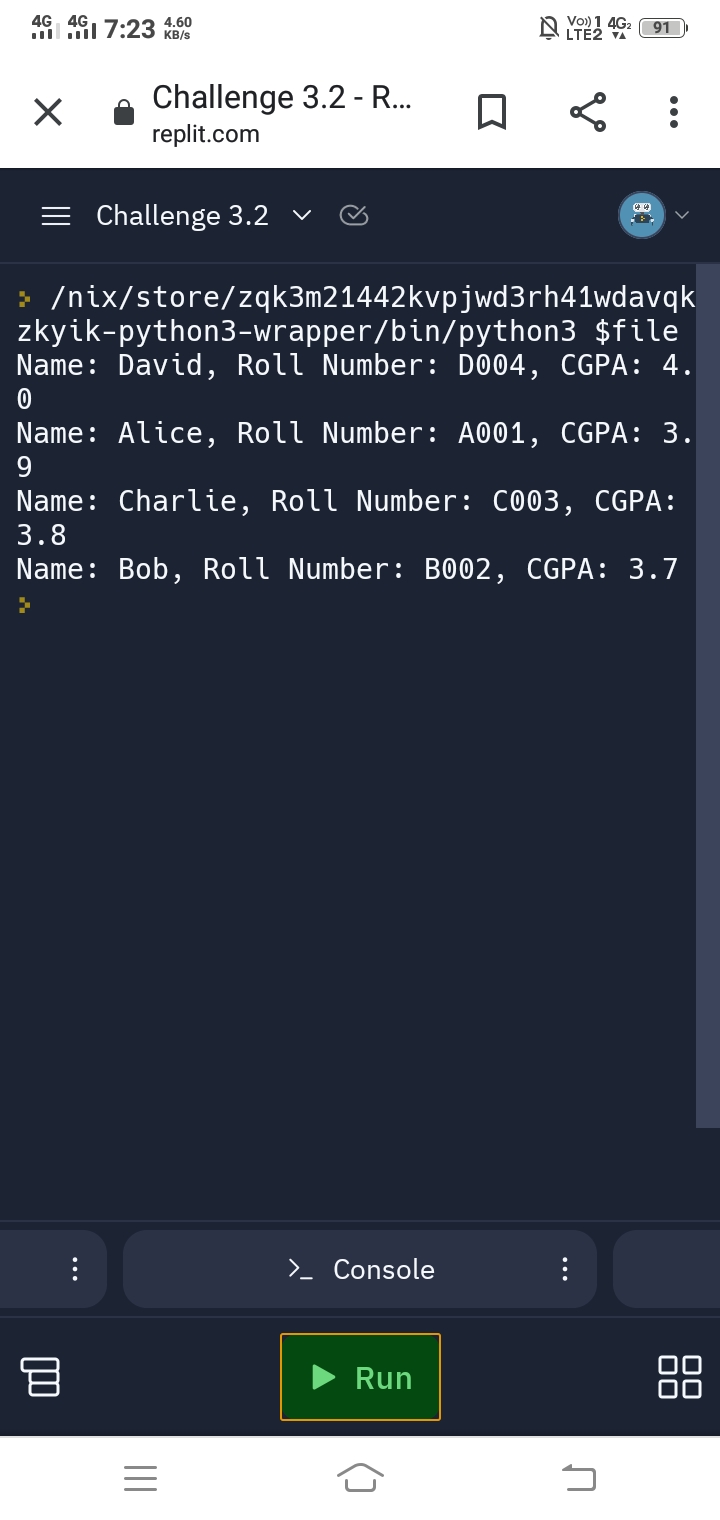 4G 4G 7:23 4.60 KB/s Vo)) 1 LTE2 4G2 91
Challenge 3.2 - R...
replit.com
Challenge 3.2
/nix/store/zqk3m21442kvpjwd3rh41wdavqk
zkyik-python3-wrapper/bin/python3 $file
Name: David, Roll Number: D004, CGPA: 4.
0
Name: Alice, Roll Number: A001, CGPA: 3.
9
Name: Charlie, Roll Number: C003, CGPA:
3.8
Name: Bob, Roll Number: B002, CGPA: 3.7
Console
Run